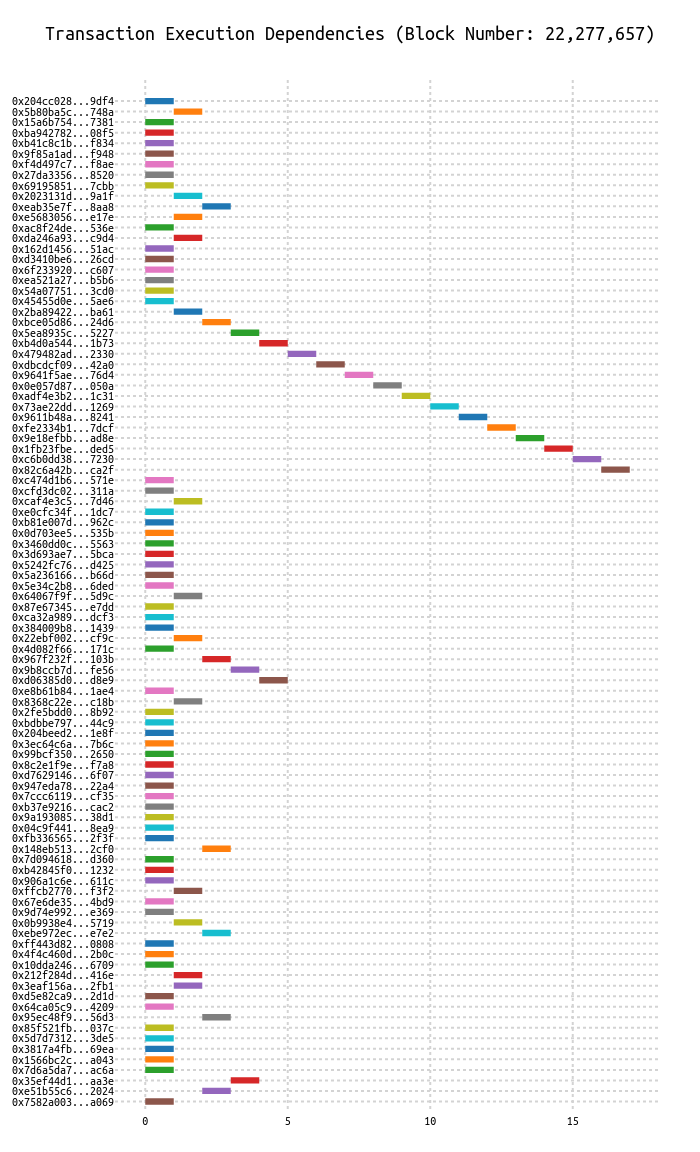 Transaction Execution Dependencies (Block Number: 22,277,657)
0x204cc028...9df4
0x5b80ba5c...748a
0x15a6b754...7381
0xba942782...08f5
0xb41c8c1b...f834
0x9f85a1ad...f948
0xf4d497c7...f8ae
0x27da3356...8520
0x69195851...7cbb
0x2023131d...9a1f
0xeab35e7f...8aa8
0xe5683056...e17e
0xac8f24de...536e
0xda246a93...c9d4
0x162d1456...51ac
0xd3410be6...26cd
0x6f233920...c607
0xea521a27...b5b6
0x54a07751...3cd0
0x45455d0e...5ae6
0x2ba89422...ba61
0xbce05d86...24d6
0x5ea8935c...5227
0xb4d0a544...1b73
0x479482ad...2330
0xdbcdcf09...42a0
0x9641f5ae...76d4
0x0e057d87...050a
0xadf4e3b2...1c31
0x73ae22dd...1269
0x9611b48a...8241
0xfe2334b1...7dcf
0x9e18efbb...ad8e
0x1fb23fbe...ded5
0xc6b0dd38...7230
0x82c6a42b...ca2f
0xc474d1b6...571e
0xcfd3dc02...311a
0xcaf4e3c5...7d46
0xe0cfc34f...1dc7
0xb81e007d...962c
0x0d703ee5...535b
0x3460dd0c...5563
0x3d693ae7...5bca
0x5242fc76...d425
0x5a236166...b66d
0x5e34c2b8...6ded
0x64067f9f...5d9c
0x87e67345...e7dd
0xca32a989...dcf3
0x384009b8...1439
0x22ebf002...cf9c
0x4d082f66...171c
0x967f232f...103b
0x9b8ccb7d...fe56
0xd06385d0...d8e9
0xe8b61b84...1ae4
0x8368c22e...c18b
0x2fe5bdd0...8b92
0xbdbbe797...44c9
0x204beed2...1e8f
0x3ec64c6a...7b6c
0x99bcf350...2650
0x8c2e1f9e...f7a8
0xd7629146...6f07
0x947eda78...22a4
0x7ccc6119...cf35
0xb37e9216...cac2
0x9a193085...38d1
0x04c9f441...8ea9
0xfb336565...2f3f
0x148eb513...2cf0
0x7d094618...d360
0xb42845f0...1232
0x906a1c6e...611c
0xffcb2770...f3f2
0x67e6de35...4bd9
0x9d74e992...e369
0x0b9938e4...5719
0xebe972ec...e7e2
0xff443d82...0808
0x4f4c460d...2b0c
0x10dda246...6709
0x212f284d...416e
0x3eaf156a...2fb1
0xd5e82ca9...2d1d
0x64ca05c9...4209
0x95ec48f9...56d3
0x85f521fb...037c
0x5d7d7312...3de5
0x3817a4fb...69ea
0x1566bc2c...a043
0x7d6a5da7...ac6a
0x35ef44d1...aa3e
0xe51b55c6...2024
0x7582a003...a069
0 5 10 15